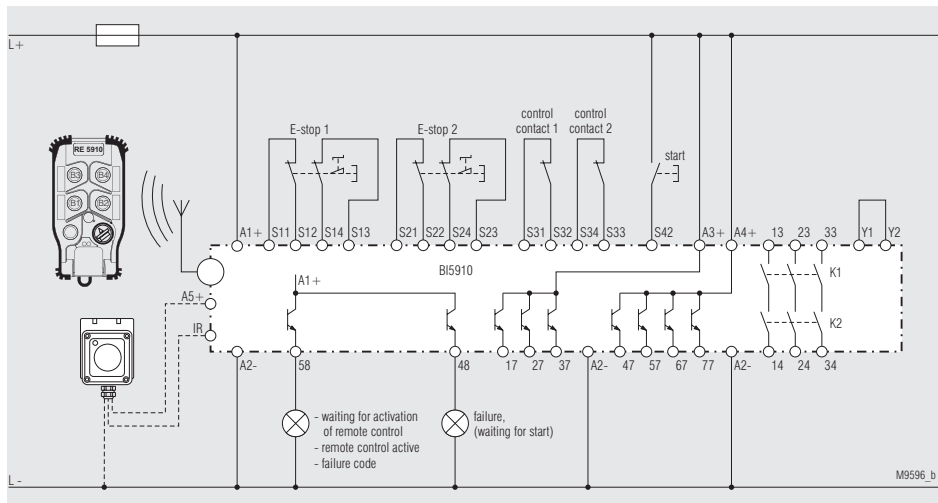 L+
E-stop 1
E-stop 2
control
contact 1
control
contact 2
start
RE 5910
B3
B4
B1
B2
A1+
S11
S12
S14
S13
S21
S22
S24
S23
S31
S32
S34
S33
S42
A3+
A4+
13
23
33
Y1
Y2
BI5910
A1+
K1
A5+
IR
K2
A2-
58
48
17
27
37
A2-
47
57
67
77
A2-
14
24
34
- waiting for activation
of remote control
- remote control active
- failure code
failure,
(waiting for start)
L -
M9596_b